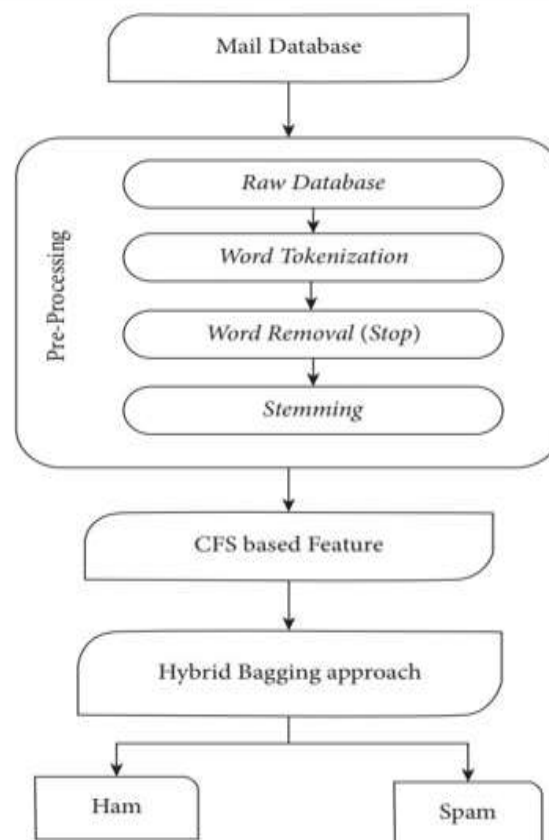 Mail Database
Pre-Processing
Raw Database
Word Tokenization
Word Removal (Stop)
Stemming
CFS based Feature
Hybrid Bagging approach
Ham
Spam